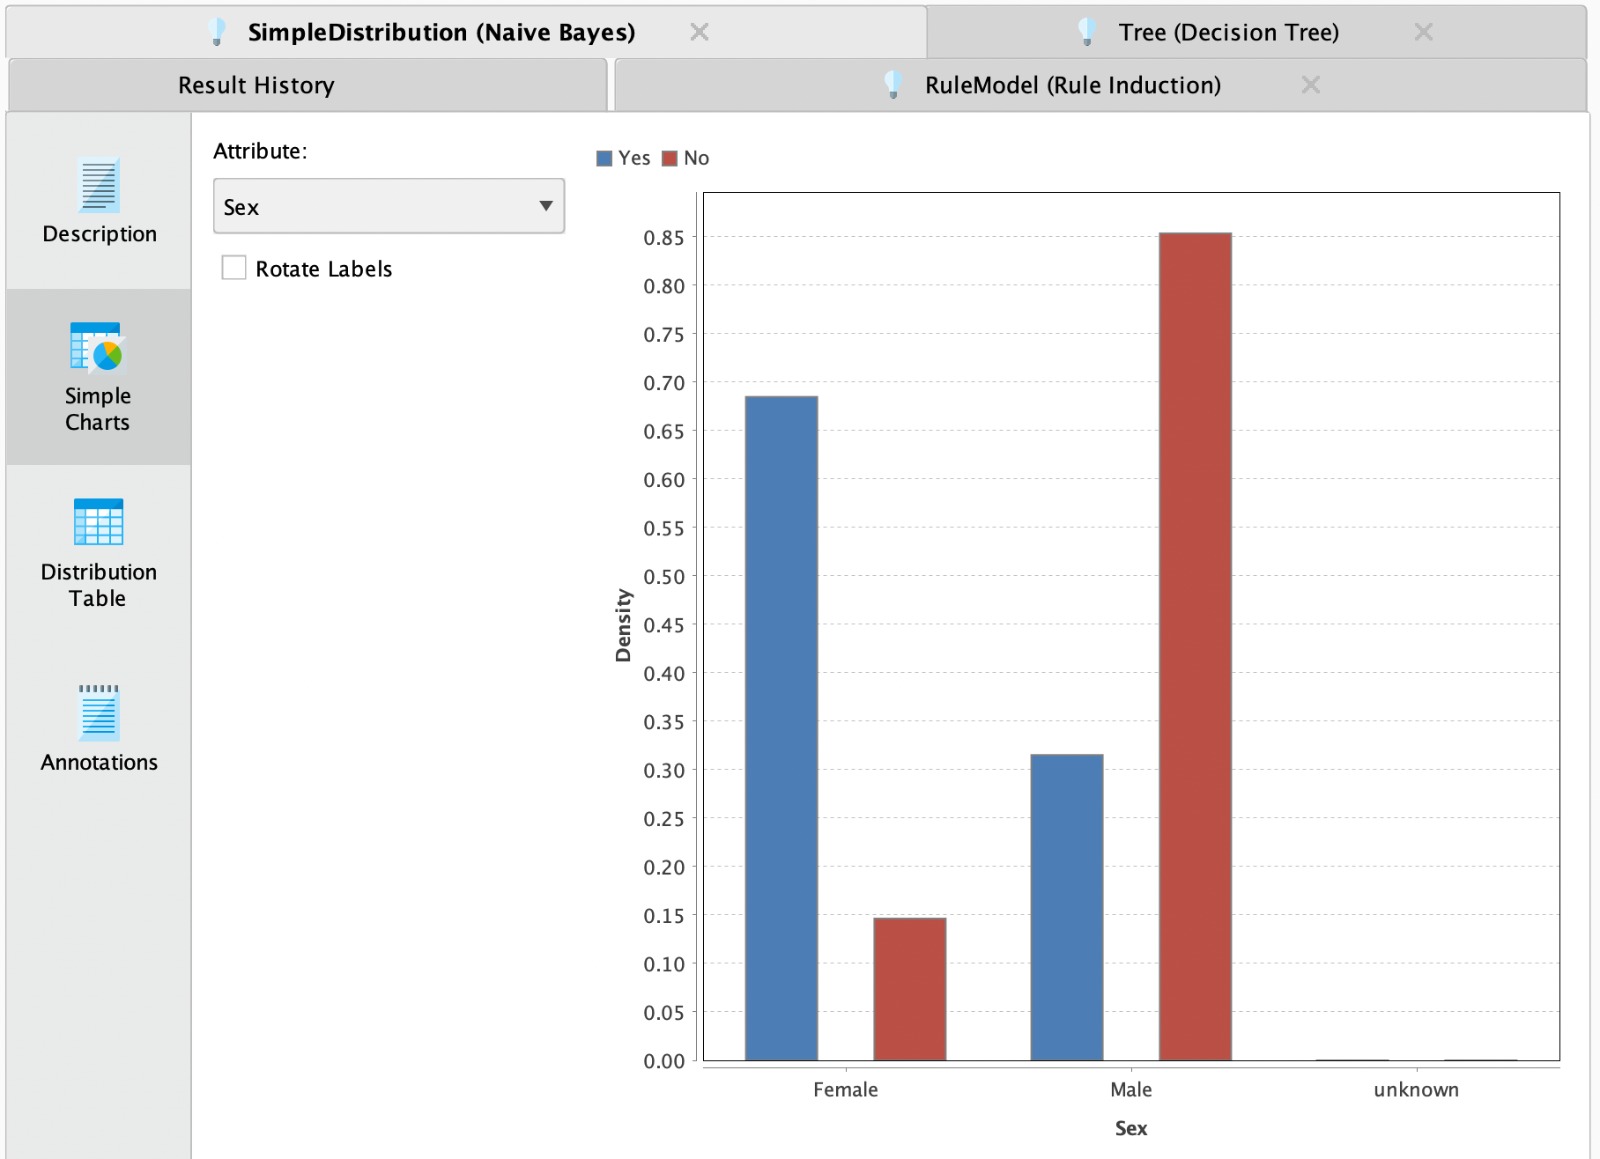 SimpleDistribution (Naive Bayes)
Tree (Decision Tree)
Result History
RuleModel (Rule Induction)
Description
Simple
Charts
Distribution
Table
Annotations
Attribute:
Sex
Rotate Labels
Yes No
0.85
0.80
0.75
0.70
0.65
0.60
0.55
0.50
0.45
0.40
0.35
0.30
0.25
0.20
0.15
0.10
0.05
0.00
Density
Female Male unknown
Sex